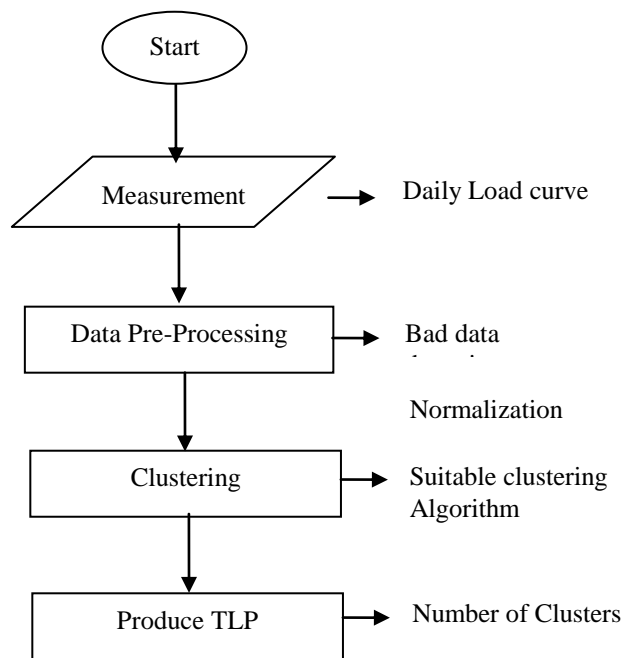 Start
Measurement
Daily Load curve
Data Pre-Processing
Bad data
Normalization
Clustering
Suitable clustering
Algorithm
Produce TLP
Number of Clusters